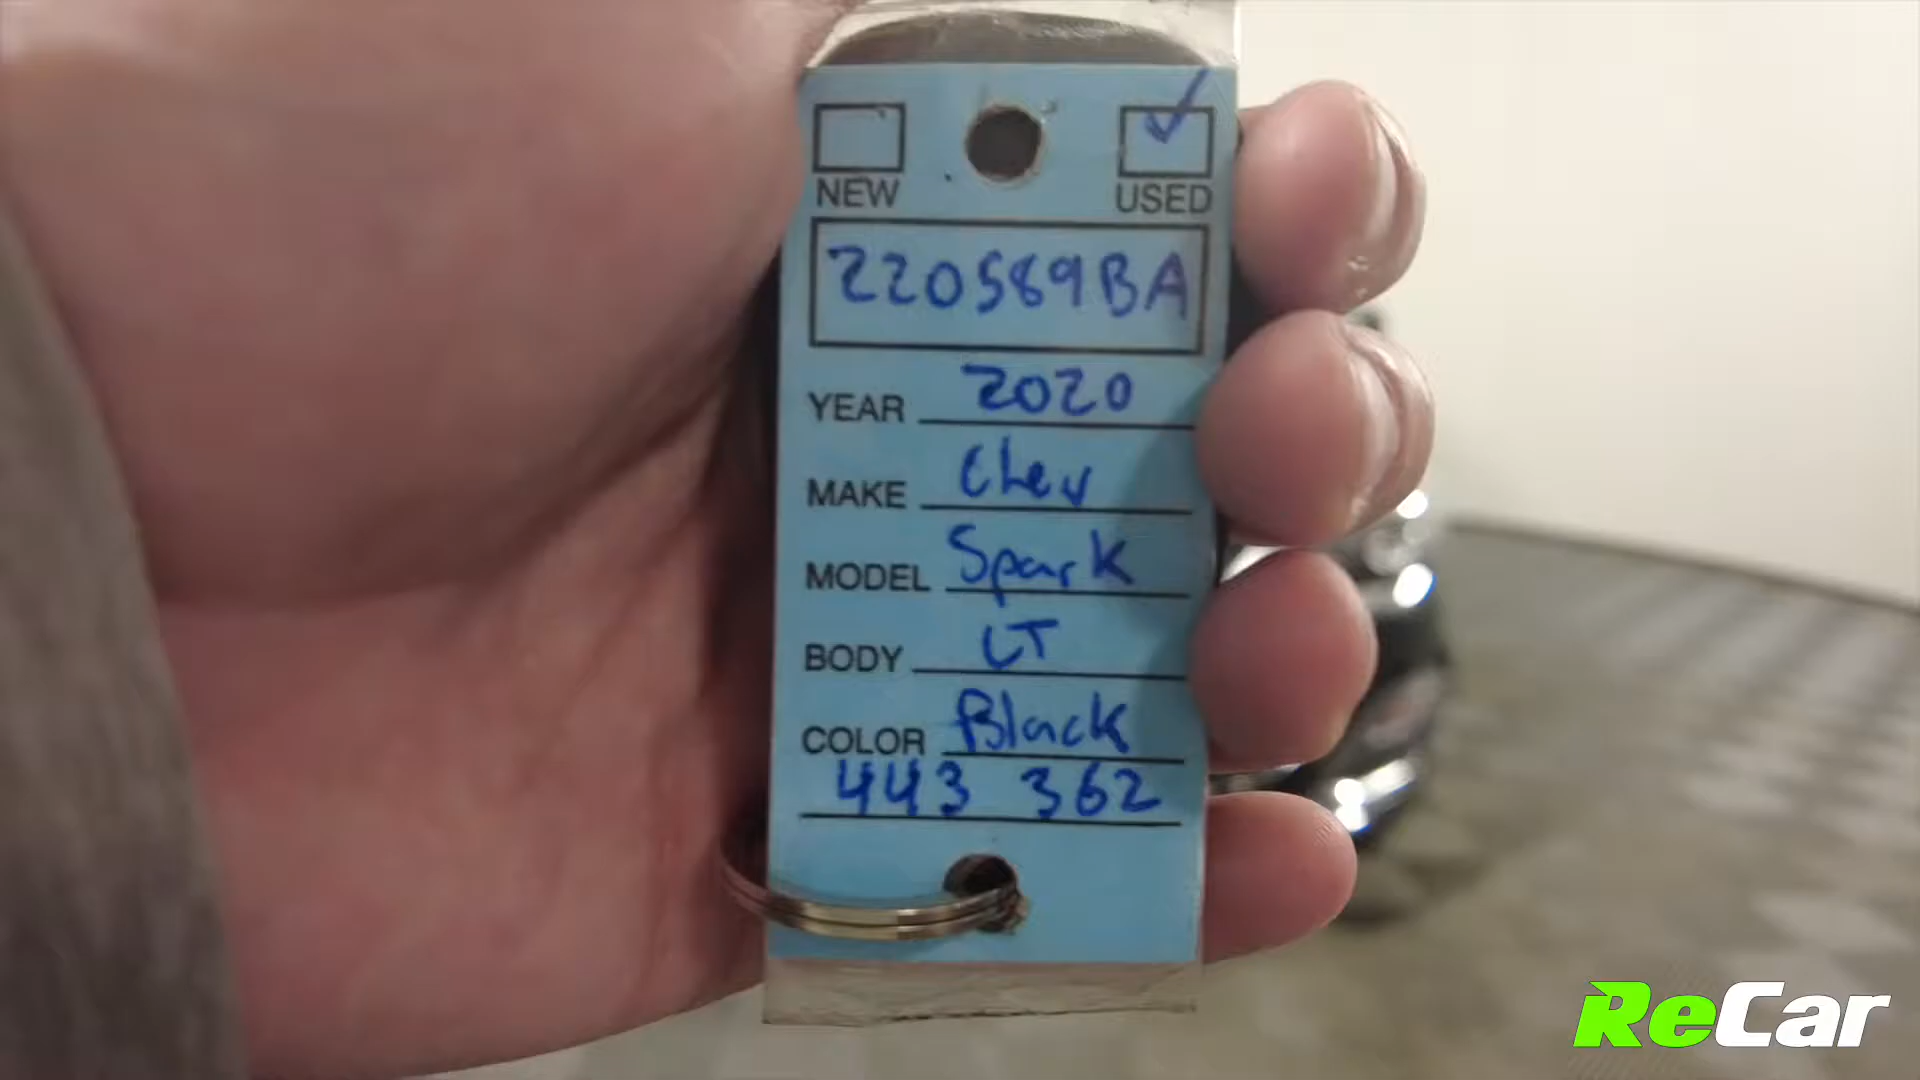 NEW USED
220589BA
YEAR 2020
MAKE Chev
MODEL Spark
BODY LT
COLOR Black
443 362
ReCar